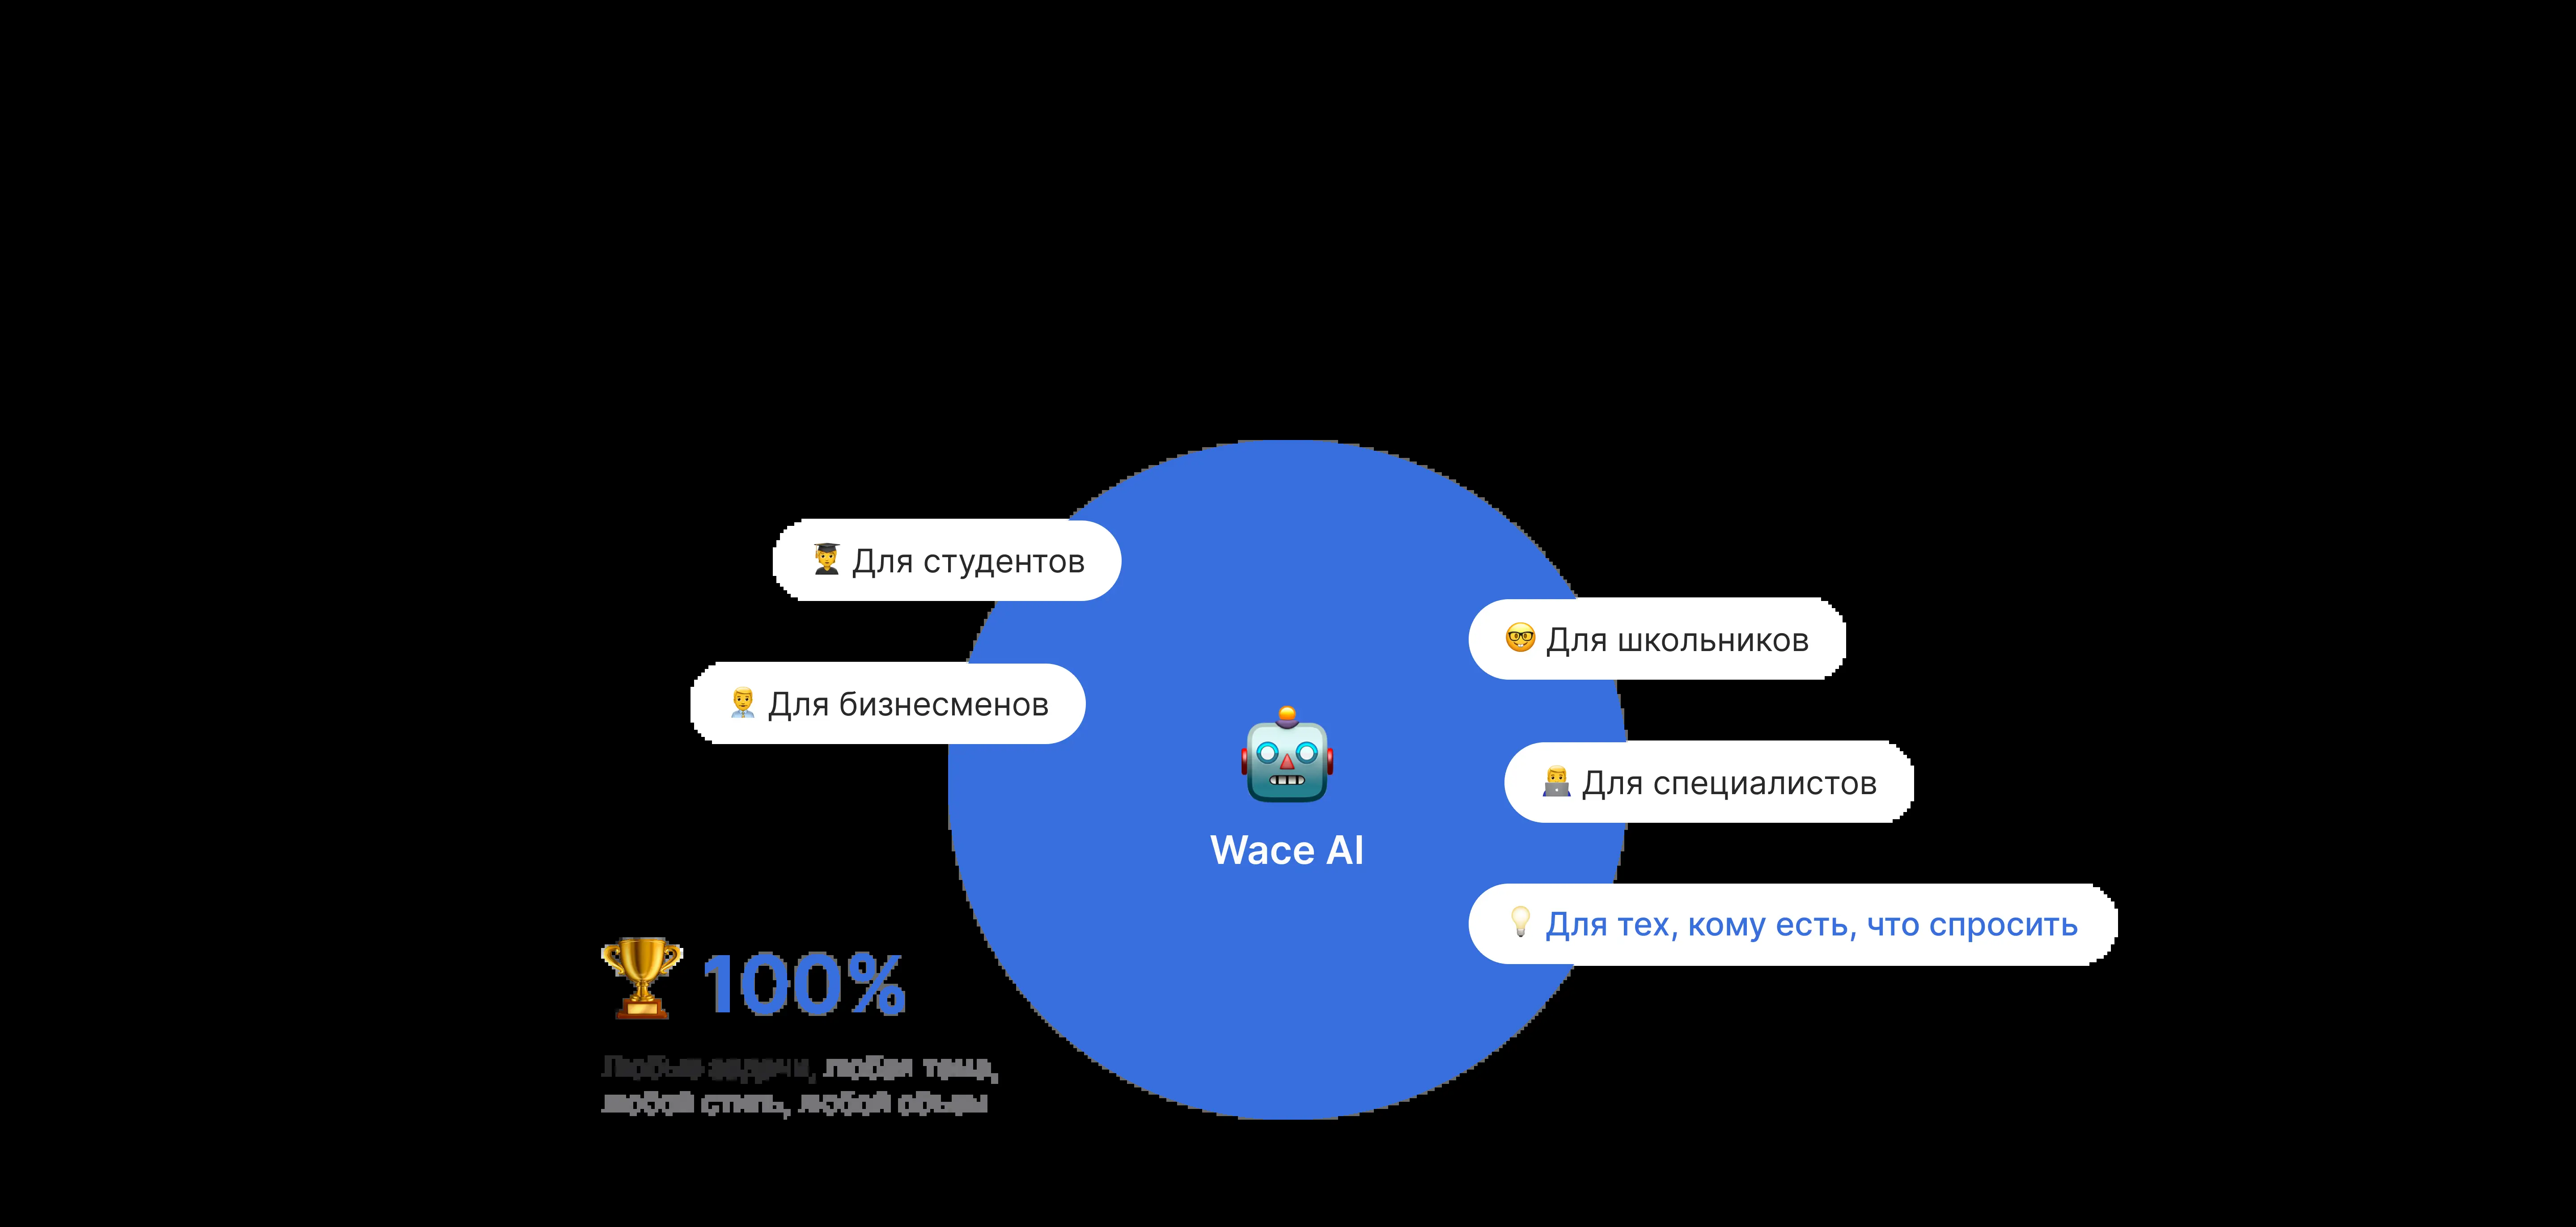 Для студентов
Для школьников
Для бизнесменов
Для специалистов
Wace AI
Для тех, кому есть, что спросить
100%
Любые задачи, любая тема,
любой стиль, любой объем